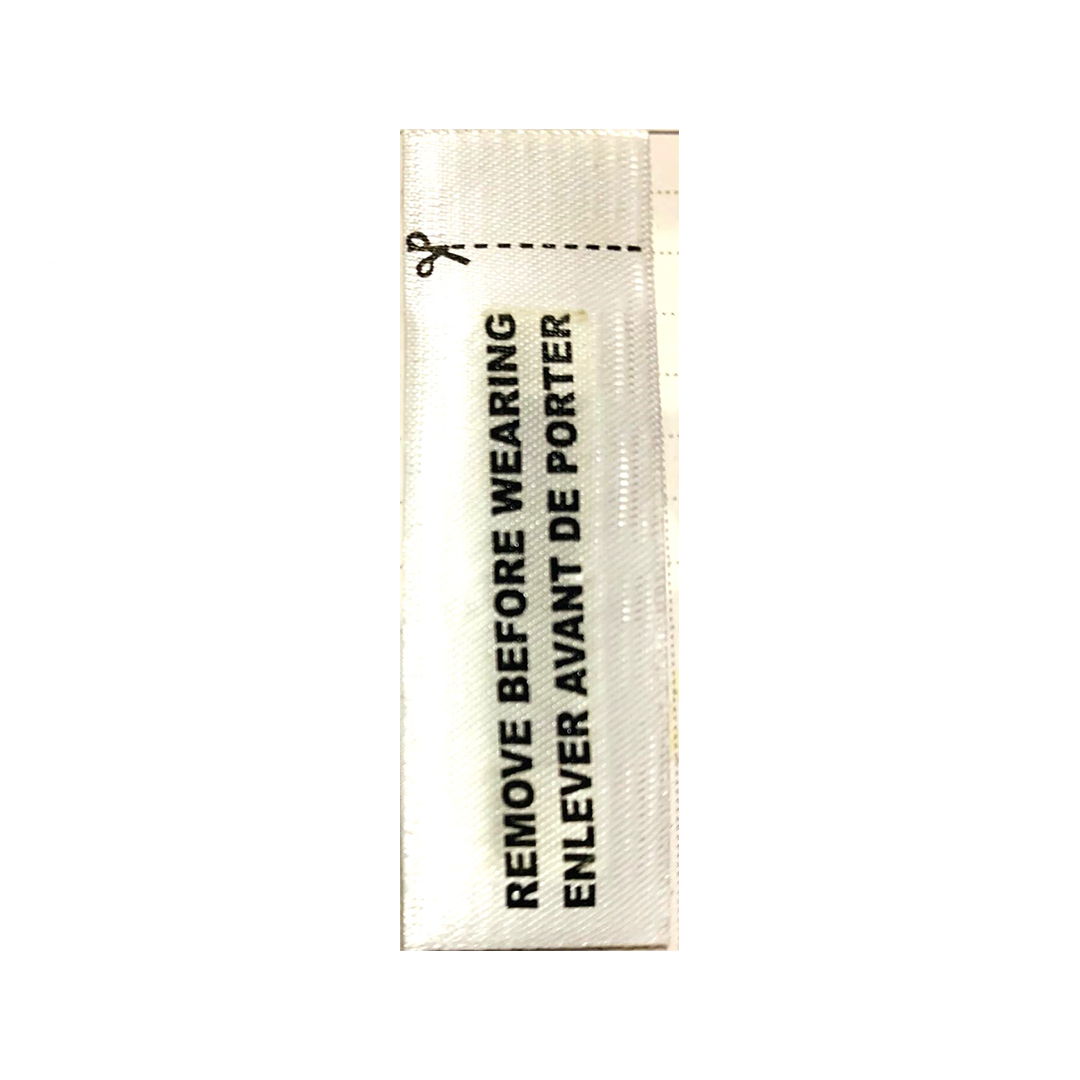 REMOVE BEFORE WEARING
ENLEVER AVANT DE PORTER